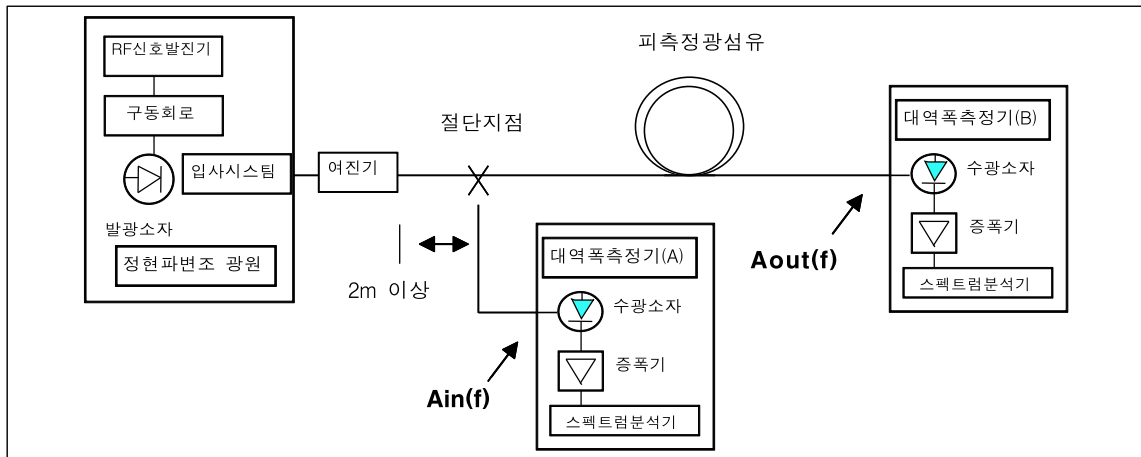 RF신호발진기
구동회로
입사시스팀
발광소자
정현파변조 광원
여진기
절단지점
2m 이상
피측정광섬유
대역폭측정기(A)
수광소자
증폭기
스펙트럼분석기
Ain(f)
대역폭측정기(B)
수광소자
증폭기
스펙트럼분석기
Aout(f)